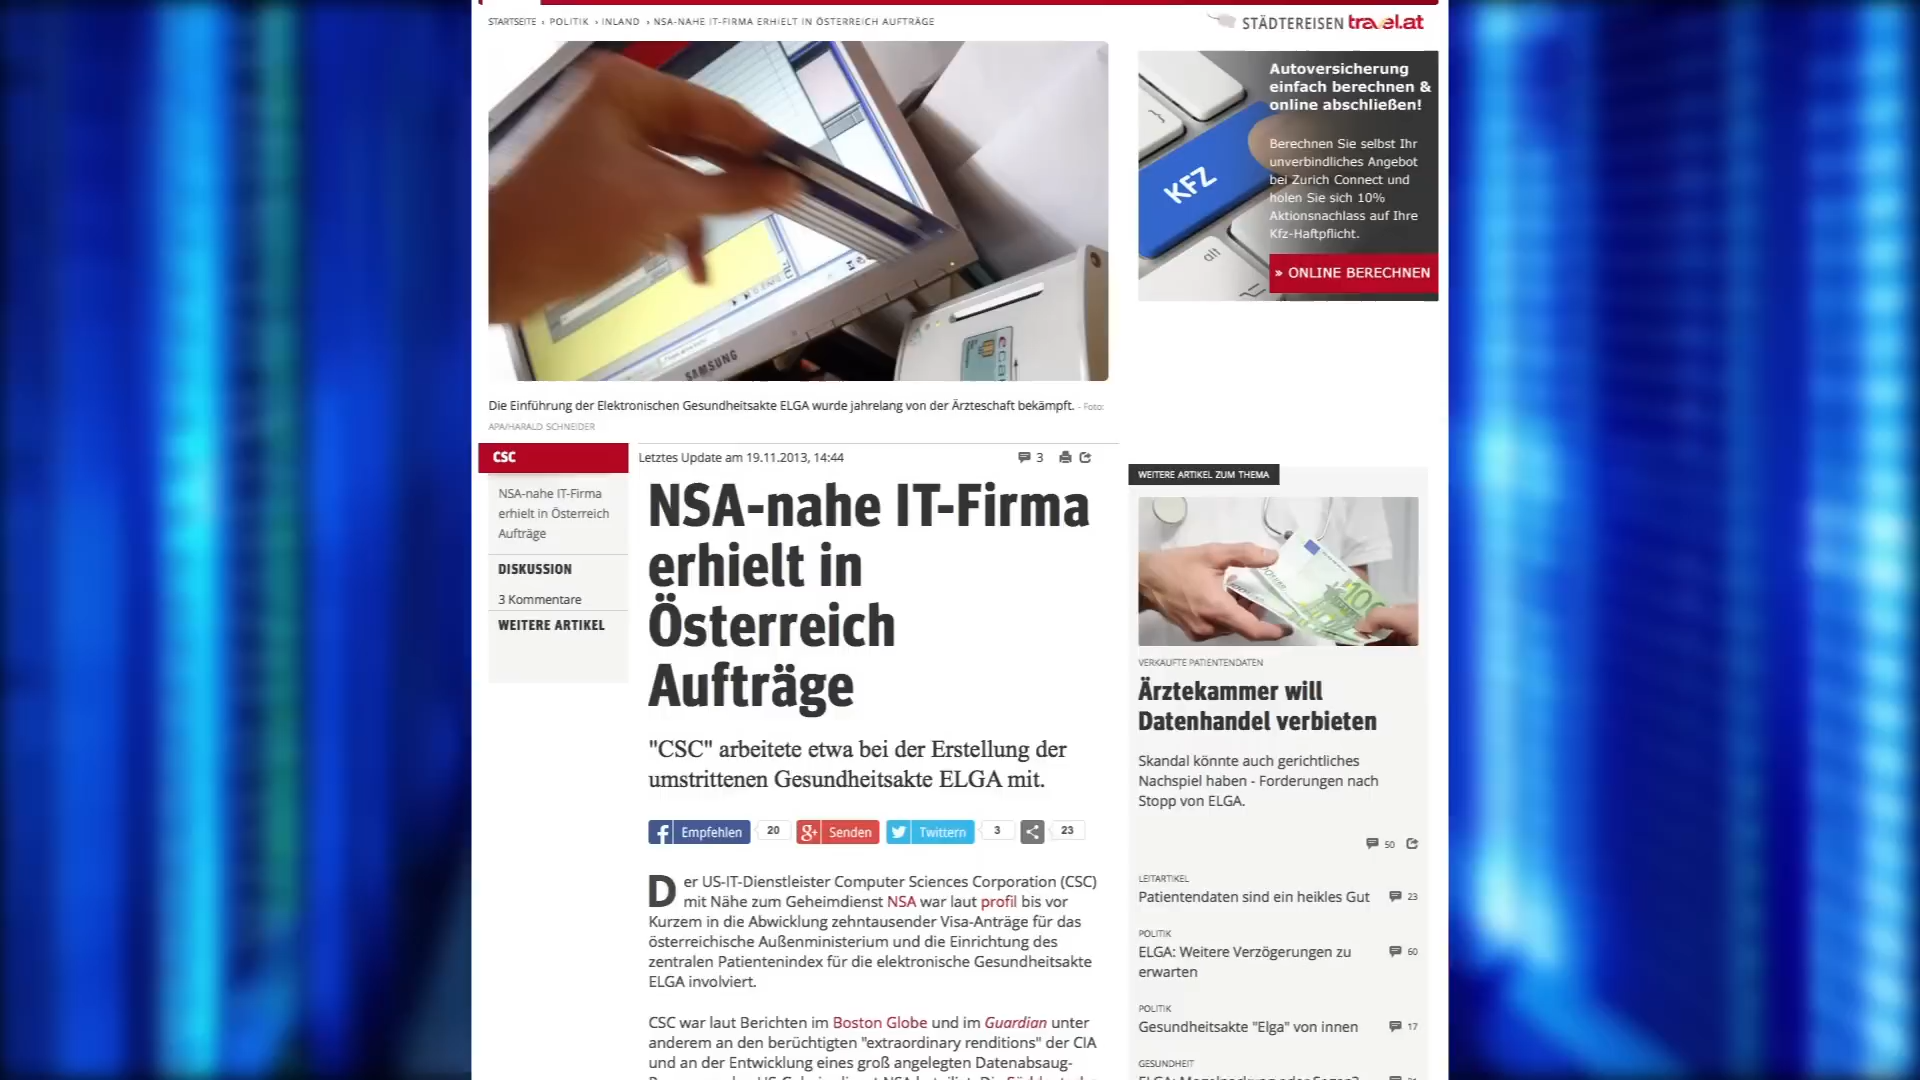 STARTSEITE › POLITIK › INLAND › NSA-NAHE IT-FIRMA ERHIELT IN ÖSTERREICH AUFTRÄGE
STÄDTEREISEN travel.at
SAMSUNG
Die Einführung der Elektronischen Gesundheitsakte ELGA wurde jahrelang von der Ärzteschaft bekämpft. - Foto:
APA/HARALD SCHNEIDER
Autoversicherung
einfach berechnen &
online abschließen!
Berechnen Sie selbst Ihr
unverbindliches Angebot
bei Zurich Connect und
holen Sie sich 10%
Aktionsnachlass auf Ihre
Kfz-Haftpflicht.
» ONLINE BERECHNEN
KFZ
alt
CSC
NSA-nahe IT-Firma
erhielt in Österreich
Aufträge
DISKUSSION
3 Kommentare
WEITERE ARTIKEL
Letztes Update am 19.11.2013, 14:44
3
NSA-nahe IT-Firma
erhielt in
Österreich
Aufträge
"CSC" arbeitete etwa bei der Erstellung der
umstrittenen Gesundheitsakte ELGA mit.
Empfehlen 20 Senden Twittern 3 23
Der US-IT-Dienstleister Computer Sciences Corporation (CSC)
mit Nähe zum Geheimdienst NSA war laut profil bis vor
Kurzem in die Abwicklung zehntausender Visa-Anträge für das
österreichische Außenministerium und die Einrichtung des
zentralen Patientenindex für die elektronische Gesundheitsakte
ELGA involviert.
CSC war laut Berichten im Boston Globe und im Guardian unter
anderem an den berüchtigten "extraordinary renditions" der CIA
und an der Entwicklung eines groß angelegten Datenabsaug-
WEITERE ARTIKEL ZUM THEMA
100
VERKAUFTE PATIENTENDATEN
Ärztekammer will
Datenhandel verbieten
Skandal könnte auch gerichtliches
Nachspiel haben - Forderungen nach
Stopp von ELGA.
50
LEITARTIKEL
Patientendaten sind ein heikles Gut 23
POLITIK
ELGA: Weitere Verzögerungen zu 60
erwarten
POLITIK
Gesundheitsakte "Elga" von innen 17
GESUNDHEIT